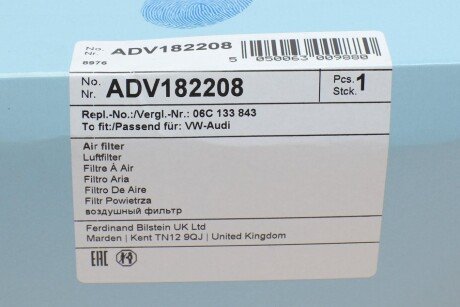 No.
Nr. ADV182208
5976
5 050063 009880
No.
Nr. ADV182208
Pcs.
Stck. 1
Repl.-No.:/Vergl.-Nr.: 06C 133 843
To fit:/Passend für: VW-Audi
Air filter
Luftfilter
Filtre À Air
Filtro Aria
Filtro De Aire
Filtr Powietrza
воздушный фильтр
Ferdinand Bilstein UK Ltd
Marden | Kent TN12 9QJ | United Kingdom
EAC